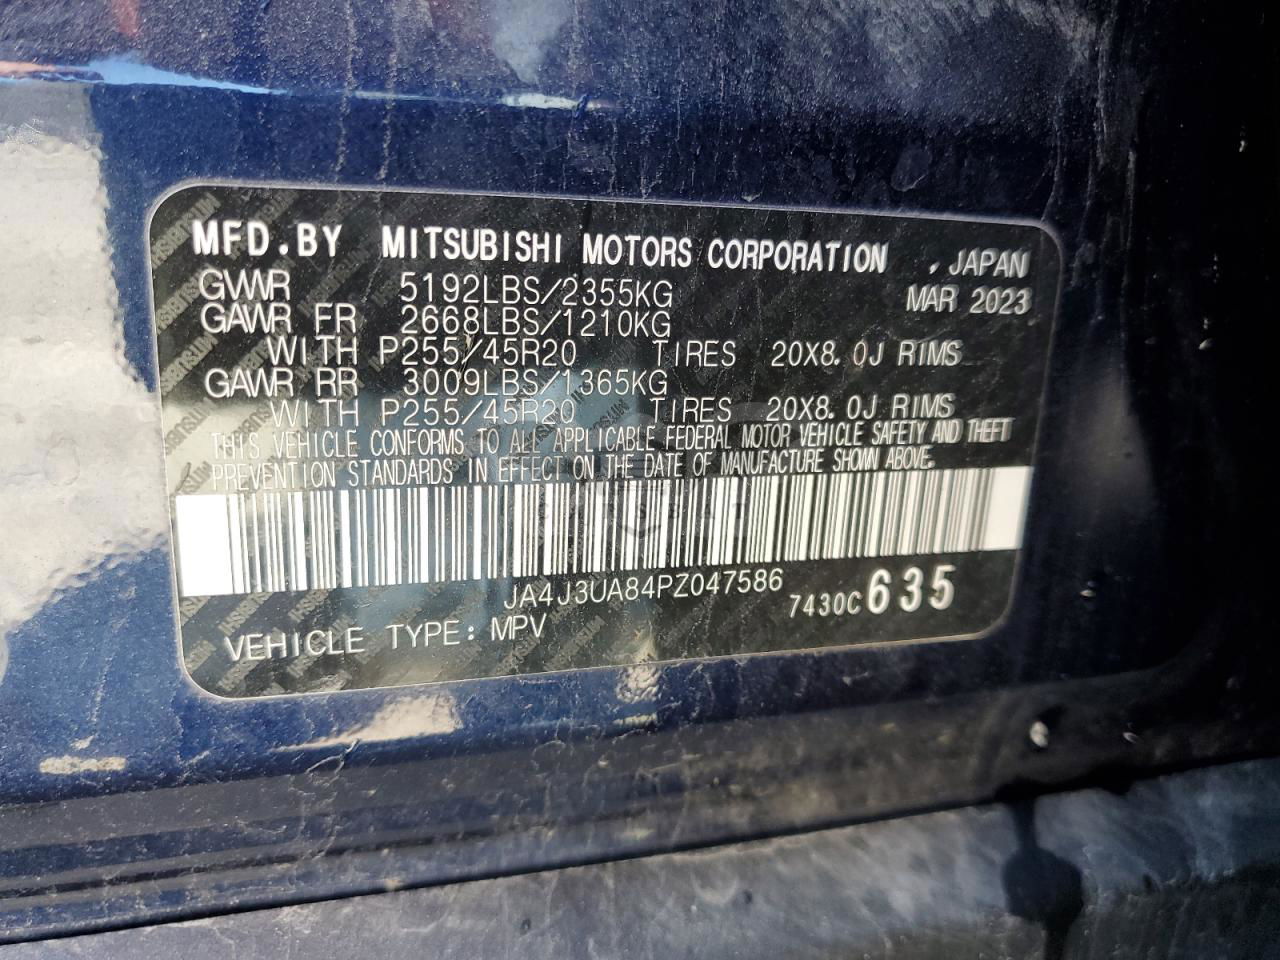 MFD.BY MITSUBISHI MOTORS CORPORATION , JAPAN
GVWR 5192LBS/2355KG MAR 2023
GAWR FR 2668LBS/1210KG
WITH P255/45R20 TIRES 20X8.0J RIMS
GAWR RR 3009LBS/1365KG
WITH P255/45R20 TIRES 20X8.0J RIMS
THIS VEHICLE CONFORMS TO ALL APPLICABLE FEDERAL MOTOR VEHICLE SAFETY AND THEFT
PREVENTION STANDARDS IN EFFECT ON THE DATE OF MANUFACTURE SHOWN ABOVE.
JA4J3UA84PZ047586 7430C635
VEHICLE TYPE: MPV